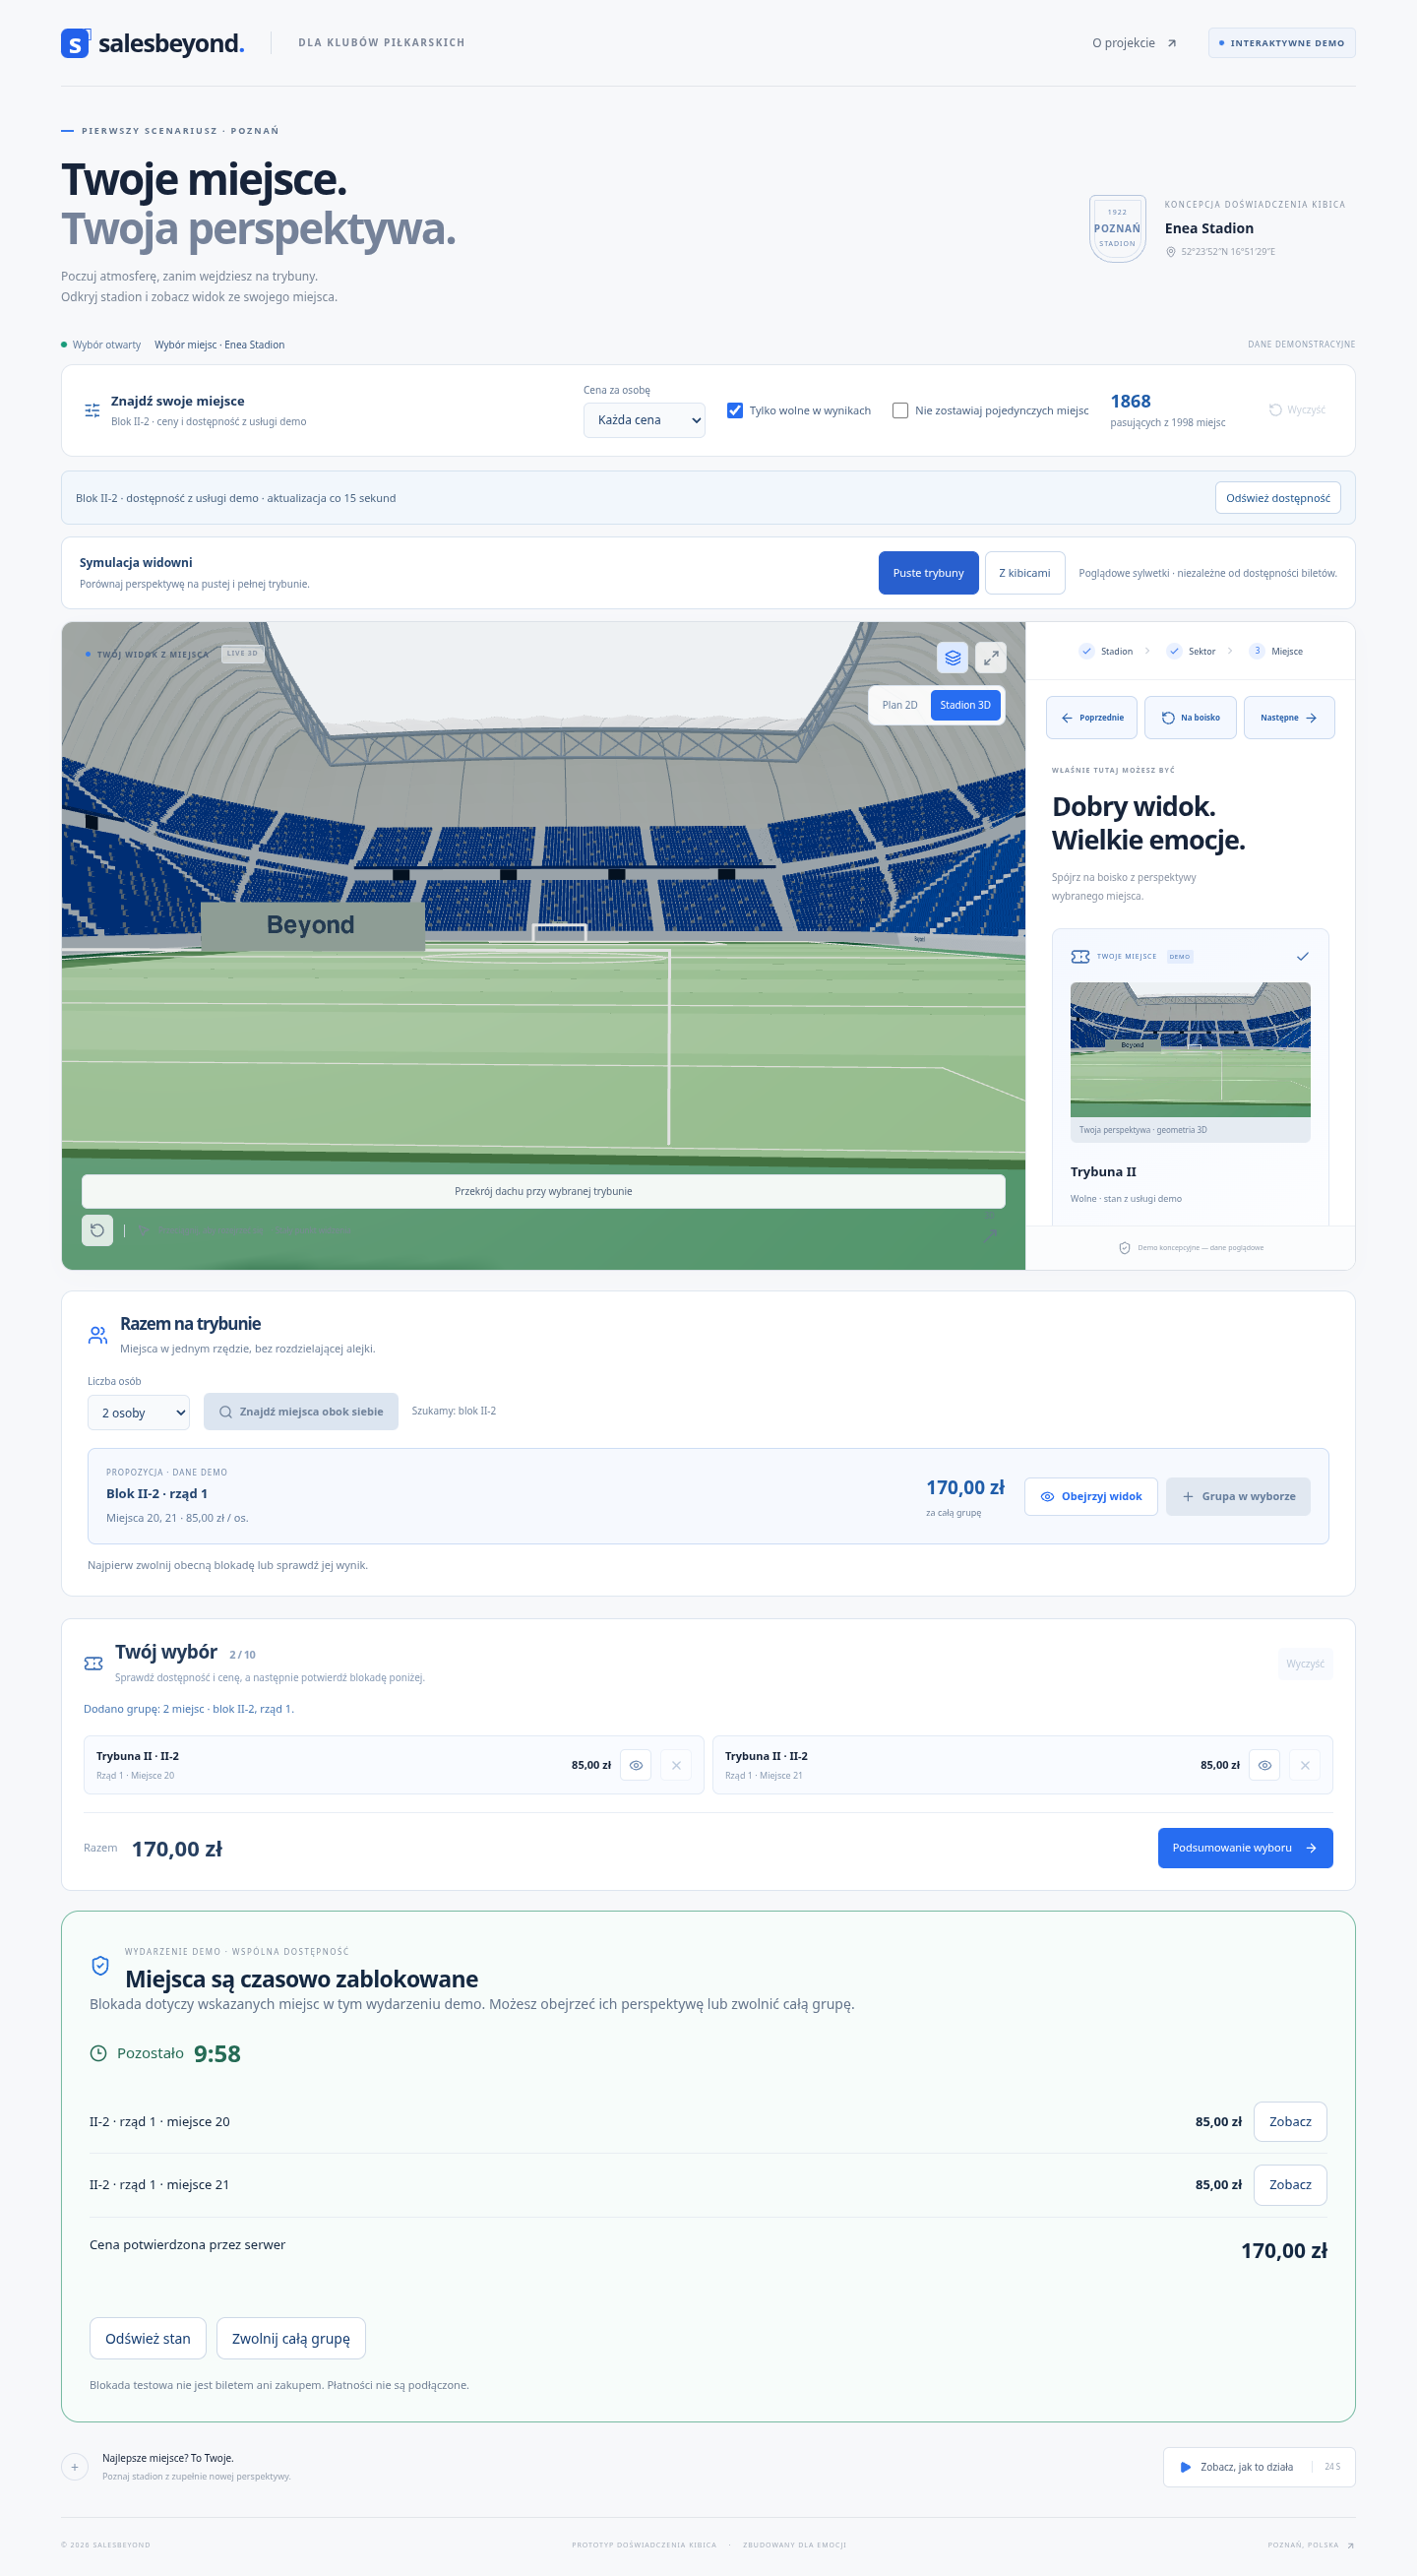 S salesbeyond.
DLA KLUBÓW PIŁKARSKICH
O projekcie
INTERAKTYWNE DEMO
PIERWSZY SCENARIUSZ · POZNAŃ
Twoje miejsce.
Twoja perspektywa.
Poczuj atmosferę, zanim wejdziesz na trybuny.
Odkryj stadion i zobacz widok ze swojego miejsca.
1922
POZNAŃ
STADION
KONCEPCJA DOŚWIADCZENIA KIBICA
Enea Stadion
52°23′52″N 16°51′29″E
Wybór otwarty
Wybór miejsc · Enea Stadion
DANE DEMONSTRACYJNE
Znajdź swoje miejsce
Blok II-2 · ceny i dostępność z usługi demo
Cena za osobę
Każda cena
Tylko wolne w wynikach
Nie zostawiaj pojedynczych miejsc
1868
pasujących z 1998 miejsc
Wyczyść
Blok II-2 · dostępność z usługi demo · aktualizacja co 15 sekund
Odśwież dostępność
Symulacja widowni
Porównaj perspektywę na pustej i pełnej trybunie.
Puste trybuny
Z kibicami
Poglądowe sylwetki · niezależne od dostępności biletów.
TWÓJ WIDOK Z MIEJSCA
LIVE 3D
Plan 2D
Stadion 3D
Beyond
Przekrój dachu przy wybranej trybunie
Stadion
Sektor
3 Miejsce
Poprzednie
Na boisko
Następne
WŁAŚNIE TUTAJ MOŻESZ BYĆ
Dobry widok.
Wielkie emocje.
Spójrz na boisko z perspektywy
wybranego miejsca.
TWOJE MIEJSCE DEMO
Beyond
Twoja perspektywa · geometria 3D
Trybuna II
Wolne · stan z usługi demo
Demo koncepcyjne — dane poglądowe
Razem na trybunie
Miejsca w jednym rzędzie, bez rozdzielającej alejki.
Liczba osób
2 osoby
Znajdź miejsca obok siebie
Szukamy: blok II-2
PROPOZYCJA · DANE DEMO
Blok II-2 · rząd 1
Miejsca 20, 21 · 85,00 zł / os.
170,00 zł
za całą grupę
Obejrzyj widok
Grupa w wyborze
Najpierw zwolnij obecną blokadę lub sprawdź jej wynik.
Twój wybór 2 / 10
Sprawdź dostępność i cenę, a następnie potwierdź blokadę poniżej.
Wyczyść
Dodano grupę: 2 miejsc · blok II-2, rząd 1.
Trybuna II · II-2
Rząd 1 · Miejsce 20
85,00 zł
Trybuna II · II-2
Rząd 1 · Miejsce 21
85,00 zł
Razem 170,00 zł
Podsumowanie wyboru
WYDARZENIE DEMO · WSPÓLNA DOSTĘPNOŚĆ
Miejsca są czasowo zablokowane
Blokada dotyczy wskazanych miejsc w tym wydarzeniu demo. Możesz obejrzeć ich perspektywę lub zwolnić całą grupę.
Pozostało 9:58
II-2 · rząd 1 · miejsce 20
85,00 zł
Zobacz
II-2 · rząd 1 · miejsce 21
85,00 zł
Zobacz
Cena potwierdzona przez serwer
170,00 zł
Odśwież stan
Zwolnij całą grupę
Blokada testowa nie jest biletem ani zakupem. Płatności nie są podłączone.
Najlepsze miejsce? To Twoje.
Poznaj stadion z zupełnie nowej perspektywy.
Zobacz, jak to działa
24 S
© 2026 SALESBEYOND
PROTOTYP DOŚWIADCZENIA KIBICA · ZBUDOWANY DLA EMOCJI
POZNAŃ, POLSKA